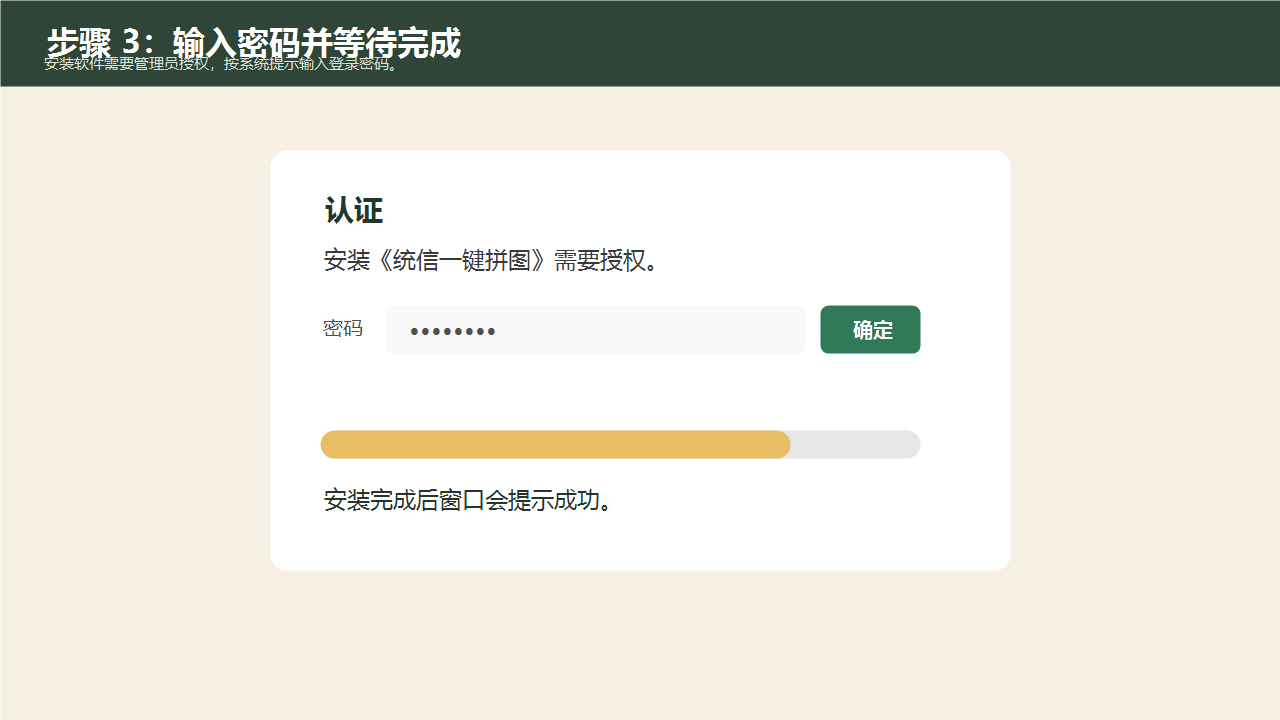 步骤 3：输入密码并等待完成
安装软件需要管理员授权，按系统提示输入登录密码。
认证
安装《统信一键拼图》需要授权。
密码 •••••••• 确定
安装完成后窗口会提示成功。